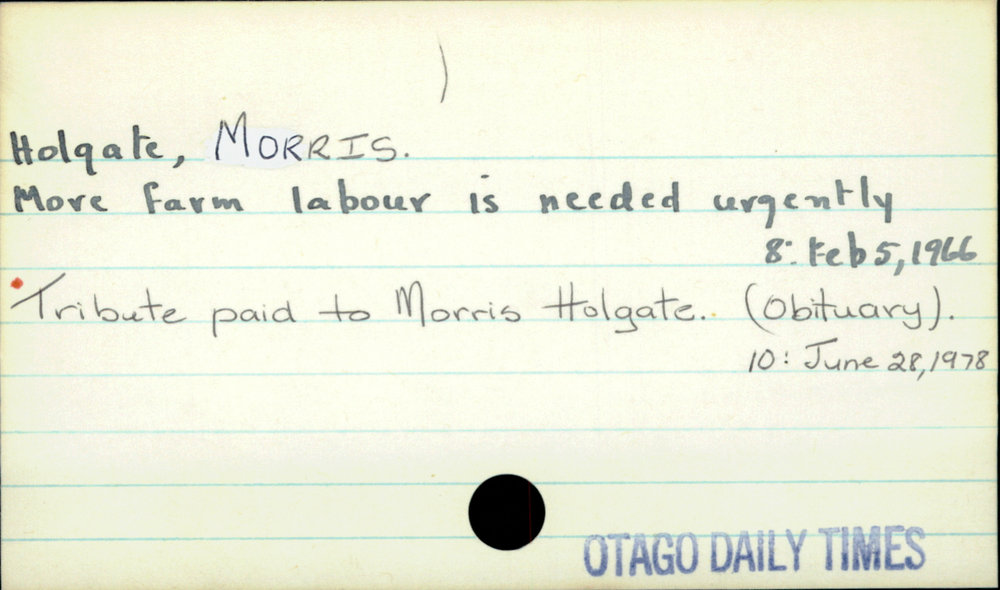 Holgate, MORRIS.
More farm labour is needed urgently
8: Feb 5, 1966
Tribute paid to Morris Holgate. (Obituary).
10: June 28, 1978
OTAGO DAILY TIMES